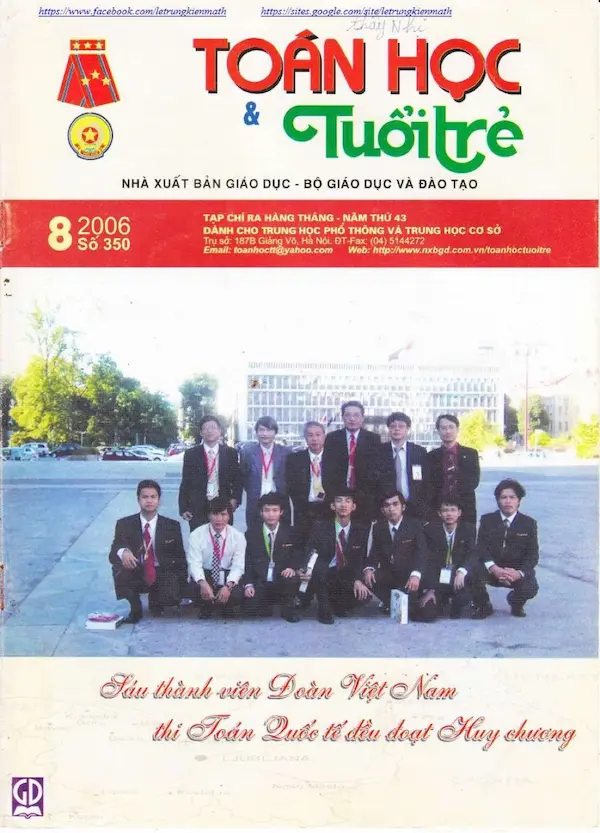 https://www.facebook.com/letrungkienmath https://sites.google.com/site/letrungkienmath
thầy Nhị
TOÁN HỌC
& Tuổi trẻ
NHÀ XUẤT BẢN GIÁO DỤC - BỘ GIÁO DỤC VÀ ĐÀO TẠO
8 2006
Số 350
TẠP CHÍ RA HÀNG THÁNG - NĂM THỨ 43
DÀNH CHO TRUNG HỌC PHỔ THÔNG VÀ TRUNG HỌC CƠ SỞ
Trụ sở: 187B Giảng Võ, Hà Nội. ĐT-Fax: (04) 5144272
Email: toanhoctt@yahoo.com Web: http://www.nxbgd.com.vn/toanhoctuoitre
Sáu thành viên Đoàn Việt Nam
thi Toán Quốc tế đều đoạt Huy chương
LJUBLJANA
GD